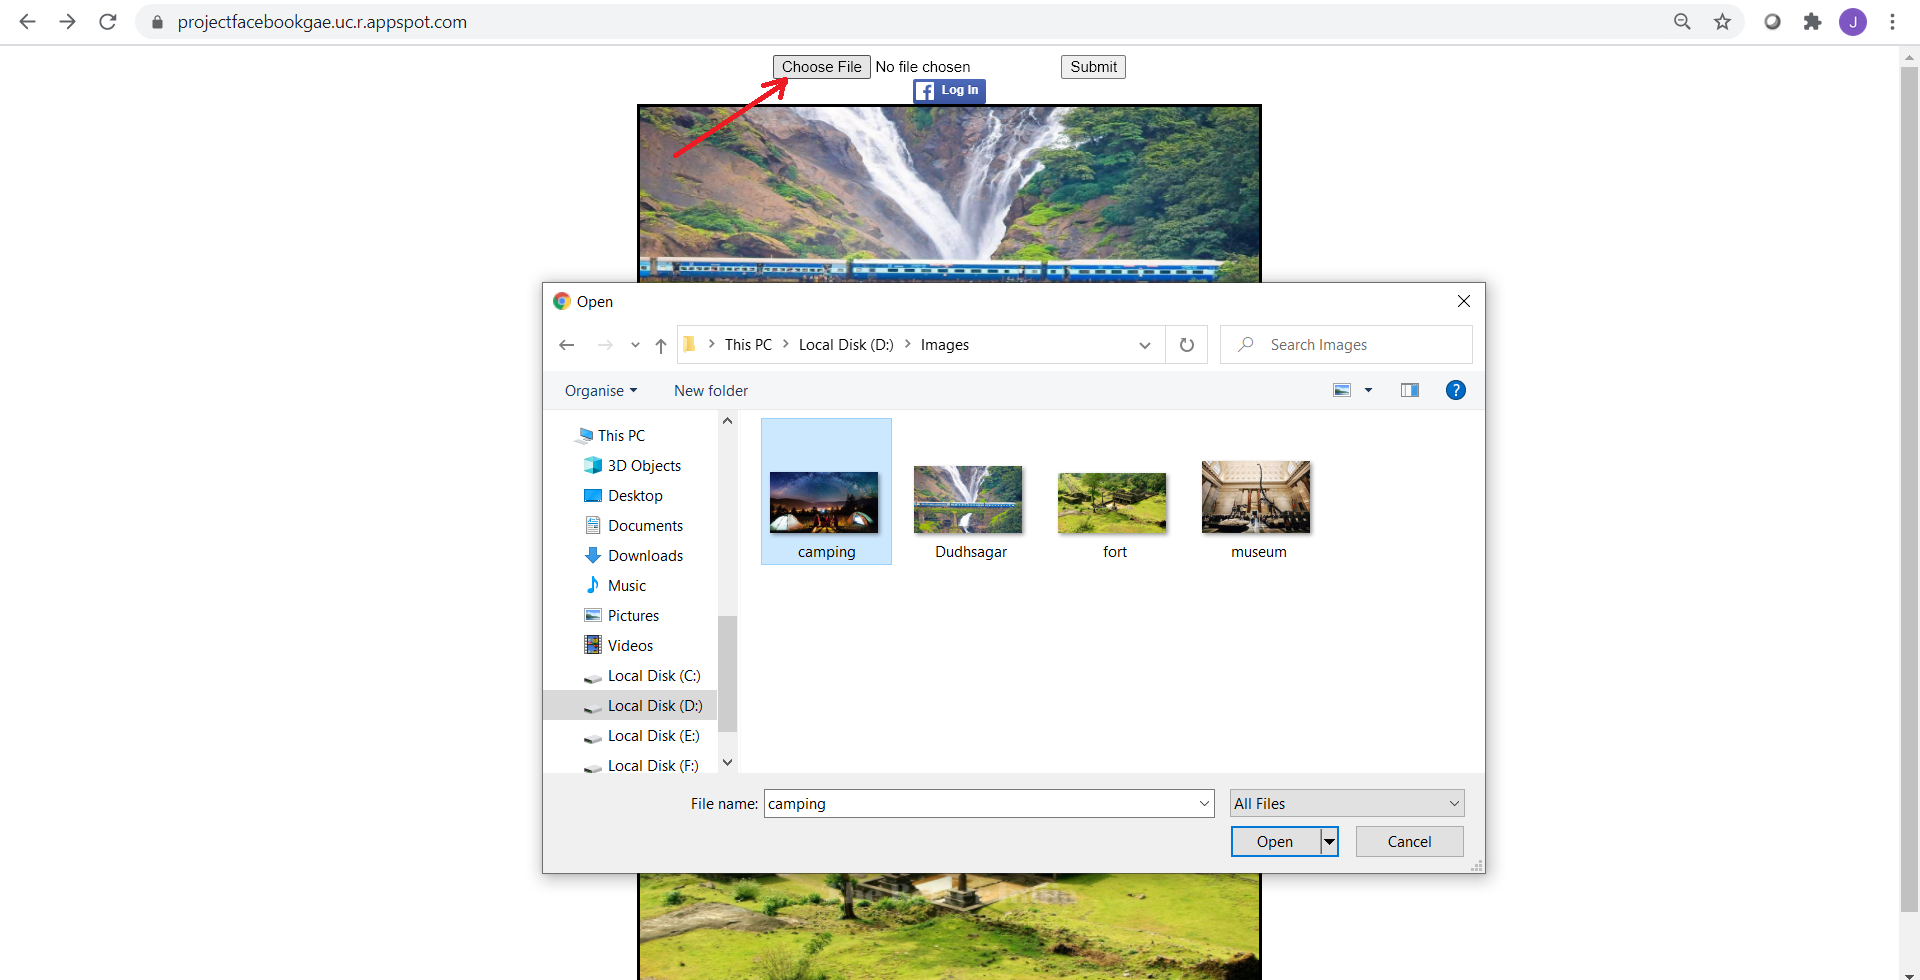 projectfacebookgae.uc.r.appspot.com
J
Choose File No file chosen Submit
Log In
Open
This PC Local Disk (D:) Images
Search Images
Organise New folder
?
This PC
3D Objects
Desktop
Documents
Downloads
Music
Pictures
Videos
Local Disk (C:)
Local Disk (D:)
Local Disk (E:)
Local Disk (F:)
camping Dudhsagar fort museum
File name: camping All Files
Open Cancel